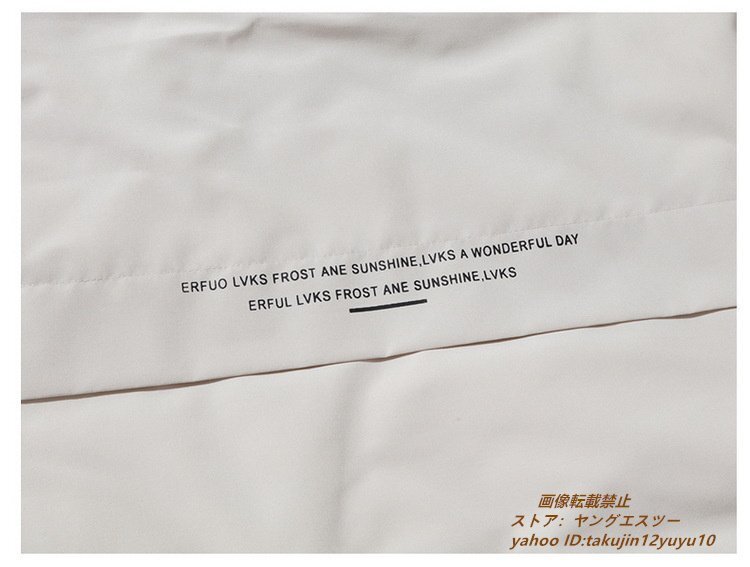 ERFUO LVKS FROST ANE SUNSHINE,LVKS A WONDERFUL DAY
ERFUL LVKS FROST ANE SUNSHINE,LVKS
画像転載禁止
ストア：ヤングエスツー
yahoo ID:takujin12yuyu10